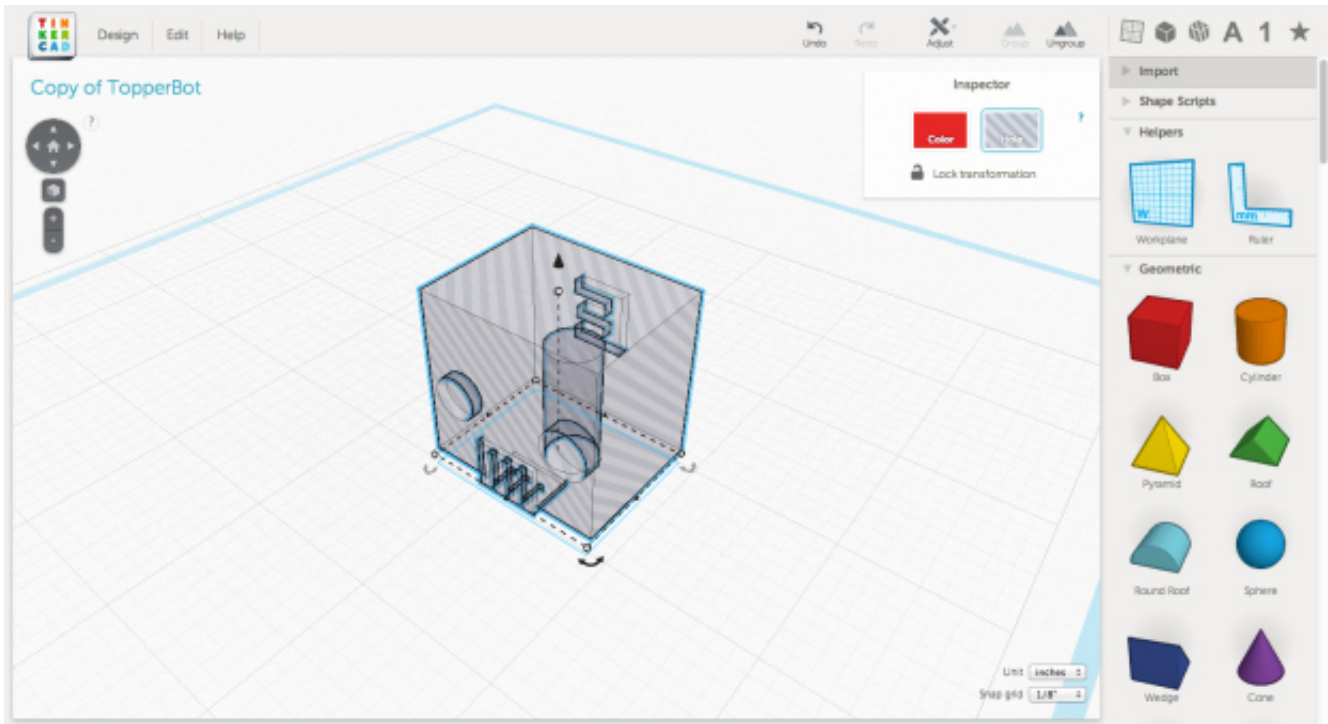 TIN
KER
CAD
Design Edit Help
Undo Redo Adjust Group Ungroup
A 1
Copy of TopperBot
?
Inspector
Color Hole
?
Lock transformation
Import
Shape Scripts
Helpers
W mm
Workplane Ruler
Geometric
Box Cylinder
Pyramid Roof
Round Roof Sphere
Wedge Cone
+
-
Unit inches
Snap grid 1/8"